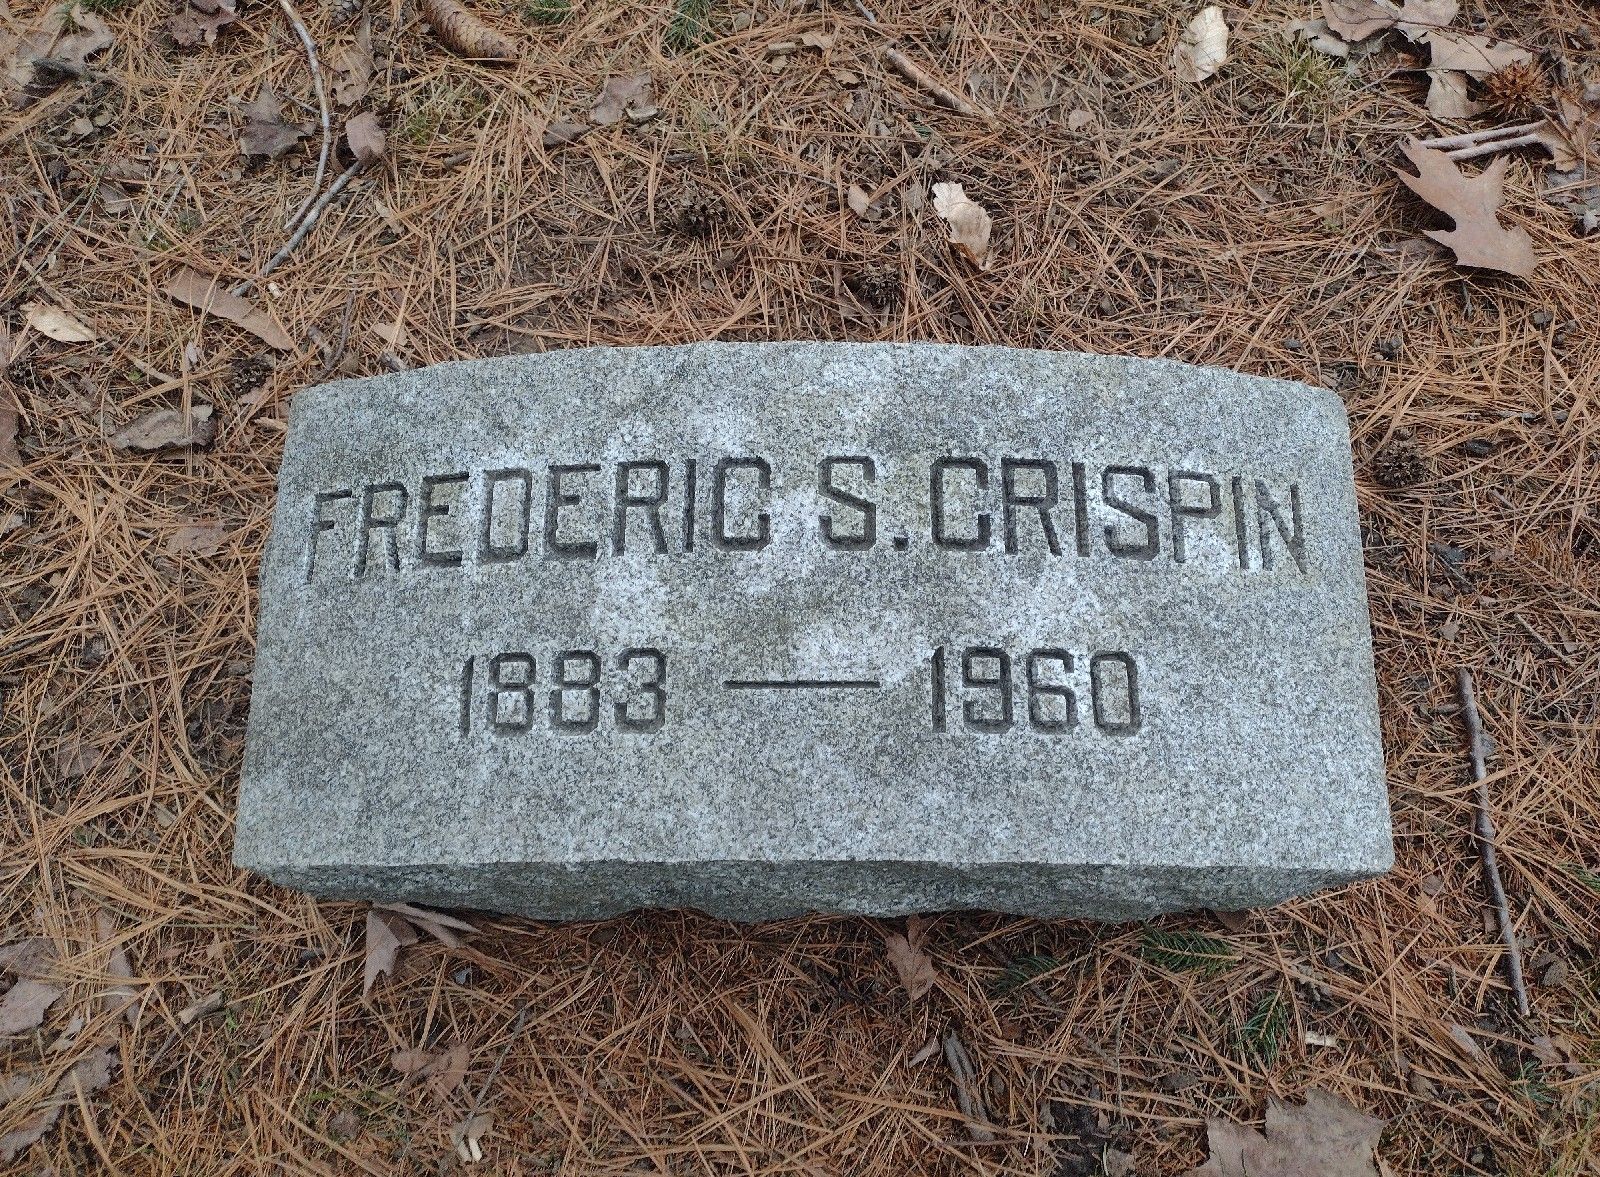 FREDERIC S. CRISPIN
1883 — 1960